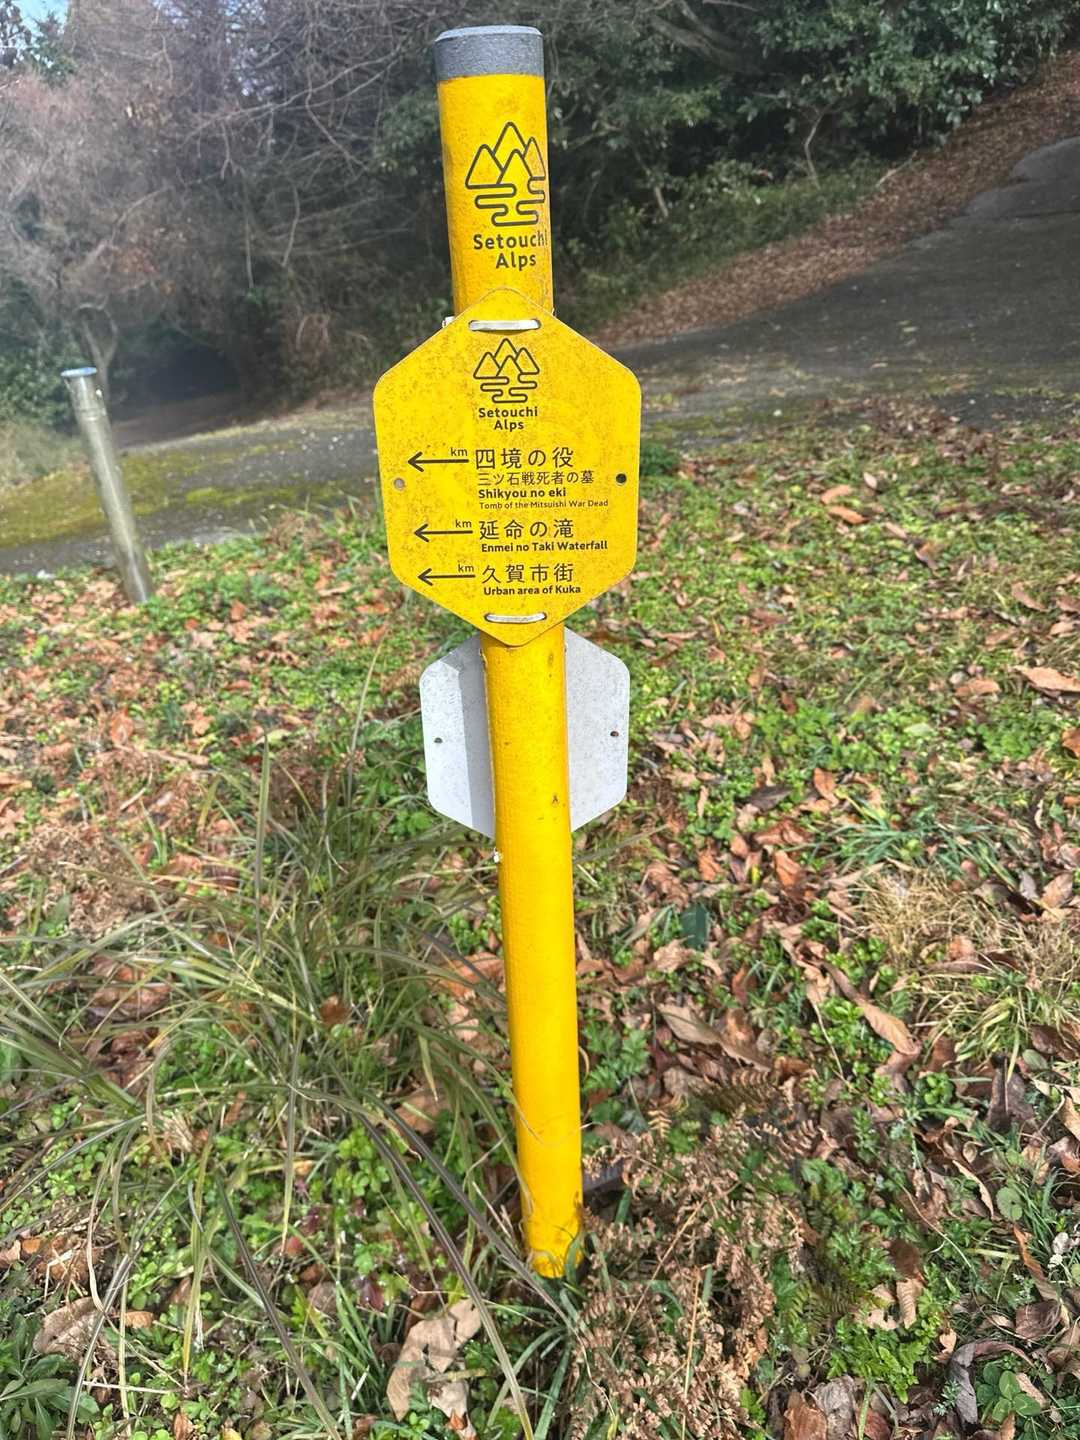 Setouchi
Alps
Setouchi
Alps
km 四境の役
三ツ石戦死者の墓
Shikyou no eki
Tomb of the Mitsuishi War Dead
km 延命の滝
Enmei no Taki Waterfall
km 久賀市街
Urban area of Kuka